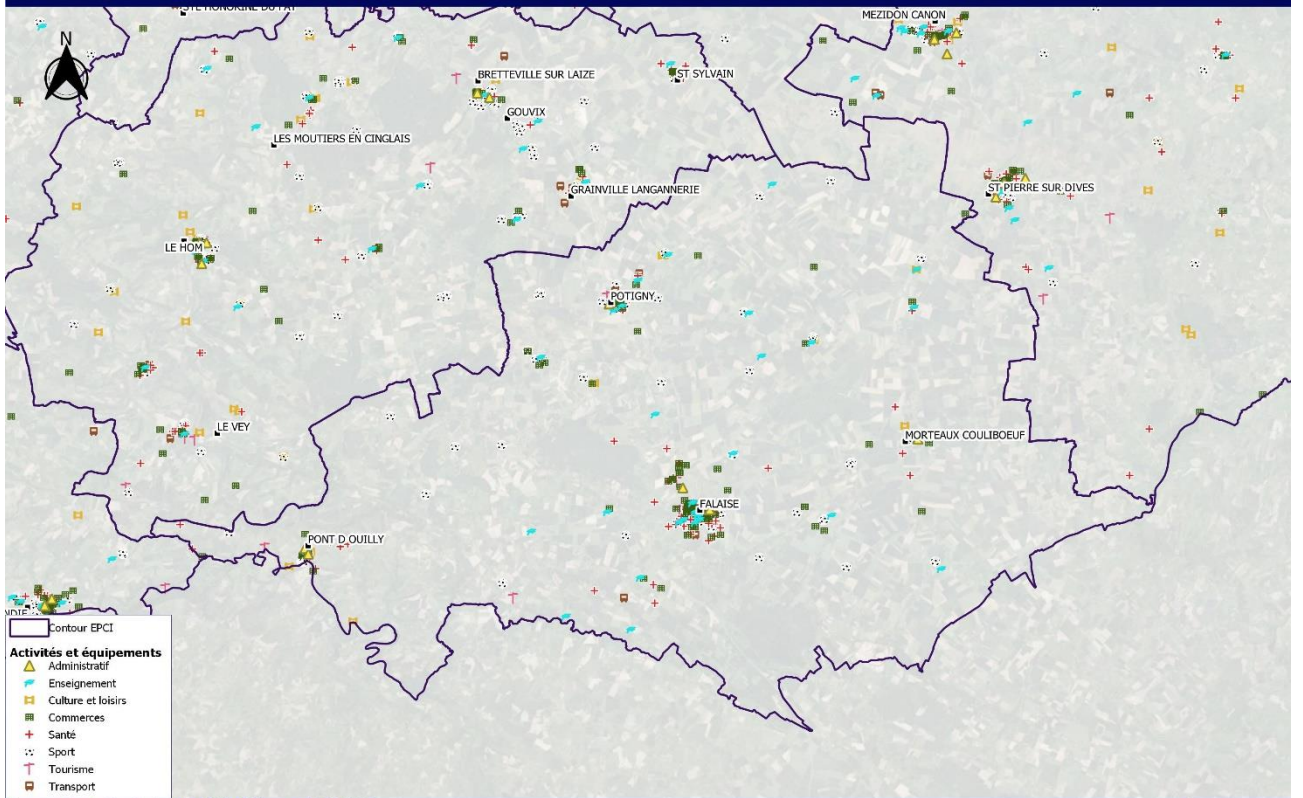 STE HONORINE DU FAY
MEZIDON CANON
N
BRETTEVILLE SUR LAIZE
ST SYLVAIN
GOUVIX
LES MOUTIERS EN CINGLAIS
GRAINVILLE LANGANNERIE
ST PIERRE SUR DIVES
LE HOM
POTIGNY
LE VEY
MORTEAUX COULIBOEUF
FALAISE
PONT D OUILLY
NDIE
Contour EPCI
Activités et équipements
Administratif
Enseignement
Culture et loisirs
Commerces
Santé
Sport
Tourisme
Transport